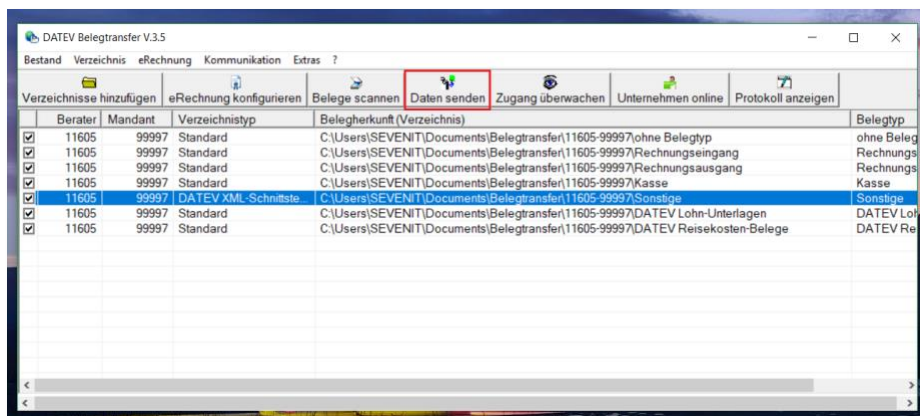 DATEV Belegtransfer V.3.5
Bestand Verzeichnis eRechnung Kommunikation Extras ?
Verzeichnisse hinzufügen eRechnung konfigurieren Belege scannen Daten senden Zugang überwachen Unternehmen online Protokoll anzeigen
Berater Mandant Verzeichnistyp Belegherkunft (Verzeichnis) Belegtyp
11605 99997 Standard C:\Users\SEVENIT\Documents\Belegtransfer\11605-99997\ohne Belegtyp ohne Beleg
11605 99997 Standard C:\Users\SEVENIT\Documents\Belegtransfer\11605-99997\Rechnungseingang Rechnungs
11605 99997 Standard C:\Users\SEVENIT\Documents\Belegtransfer\11605-99997\Rechnungsausgang Rechnungs
11605 99997 Standard C:\Users\SEVENIT\Documents\Belegtransfer\11605-99997\Kasse Kasse
11605 99997 DATEV XML-Schnittste... C:\Users\SEVENIT\Documents\Belegtransfer\11605-99997\Sonstige Sonstige
11605 99997 Standard C:\Users\SEVENIT\Documents\Belegtransfer\11605-99997\DATEV Lohn-Unterlagen DATEV Loh
11605 99997 Standard C:\Users\SEVENIT\Documents\Belegtransfer\11605-99997\DATEV Reisekosten-Belege DATEV Re